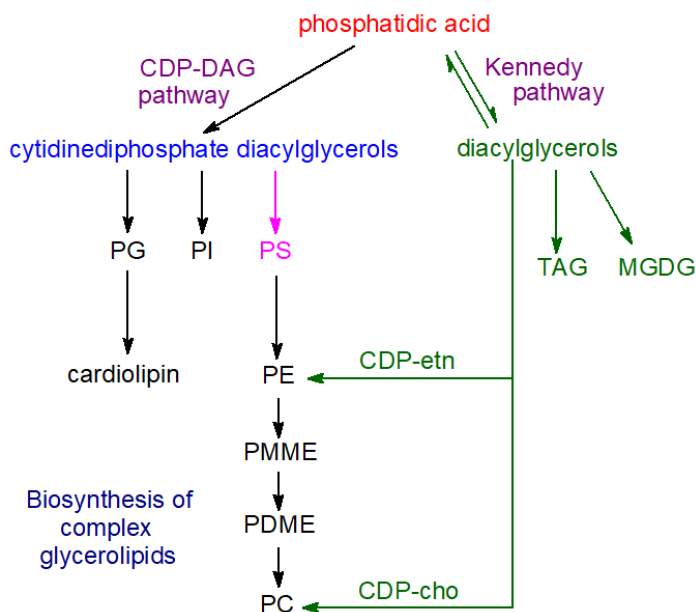 phosphatidic acid
CDP-DAG
pathway
Kennedy
pathway
cytidinediphosphate diacylglycerols
diacylglycerols
PG
PI
PS
TAG
MGDG
cardiolipin
PE
CDP-etn
PMME
Biosynthesis of
complex
glycerolipids
PDME
PC
CDP-cho